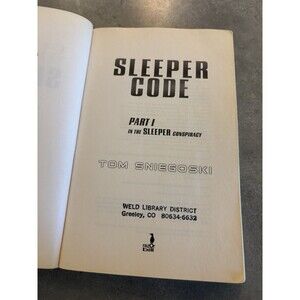 SLEEPER
CODE
PART I
IN THE SLEEPER CONSPIRACY
TOM SNIEGOSKI
WELD LIBRARY DISTRICT
Greeley, CO 80634-6632